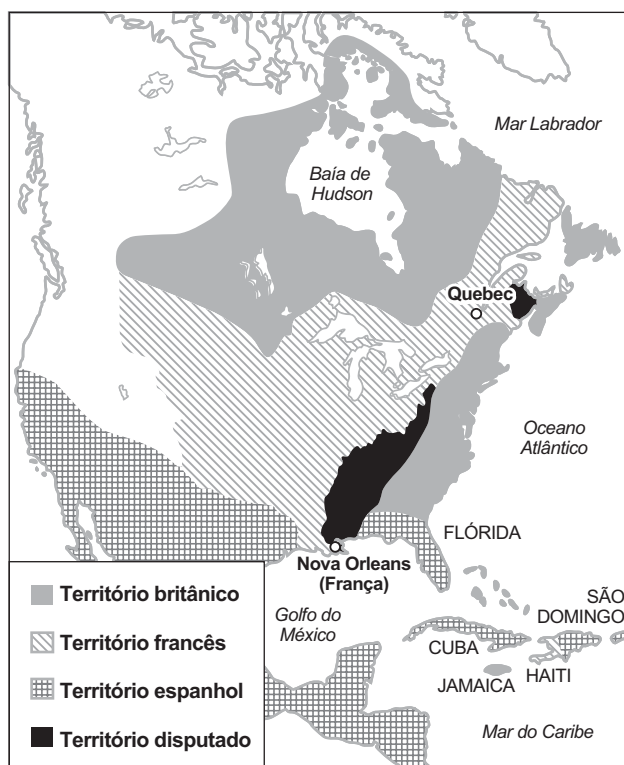 Mar Labrador
Baía de
Hudson
Quebec
Oceano
Atlântico
FLÓRIDA
Nova Orleans
(França)
Golfo do
México
SÃO
DOMINGO
CUBA
HAITI
JAMAICA
Mar do Caribe
Território britânico
Território francês
Território espanhol
Território disputado